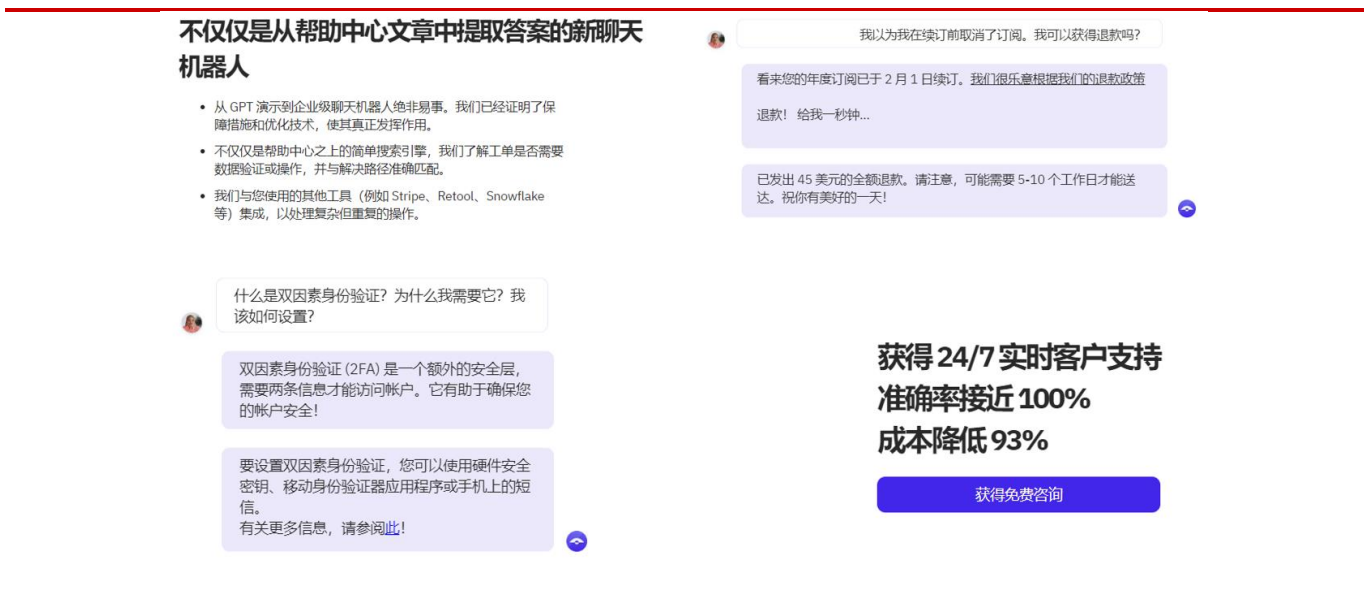 不仅仅是从帮助中心文章中提取答案的新聊天
机器人
• 从 GPT 演示到企业级聊天机器人绝非易事。我们已经证明了保
障措施和优化技术，使其真正发挥作用。
• 不仅仅是帮助中心之上的简单搜索引擎，我们了解工单是否需要
数据验证或操作，并与解决路径准确匹配。
• 我们与您使用的其他工具（例如 Stripe、Retool、Snowflake
等）集成，以处理复杂但重复的操作。
我以为我在续订前取消了订阅。我可以获得退款吗?
看来您的年度订阅已于 2 月 1 日续订。我们很乐意根据我们的退款政策
退款！给我一秒钟...
已发出 45 美元的全额退款。请注意，可能需要 5-10 个工作日才能送
达。祝你有美好的一天！
什么是双因素身份验证？为什么我需要它？我
该如何设置？
双因素身份验证 (2FA) 是一个额外的安全层，
需要两条信息才能访问帐户。它有助于确保您
的帐户安全！
要设置双因素身份验证，您可以使用硬件安全
密钥、移动身份验证器应用程序或手机上的短
信。
有关更多信息，请参阅此！
获得 24/7 实时客户支持
准确率接近 100%
成本降低 93%
获得免费咨询